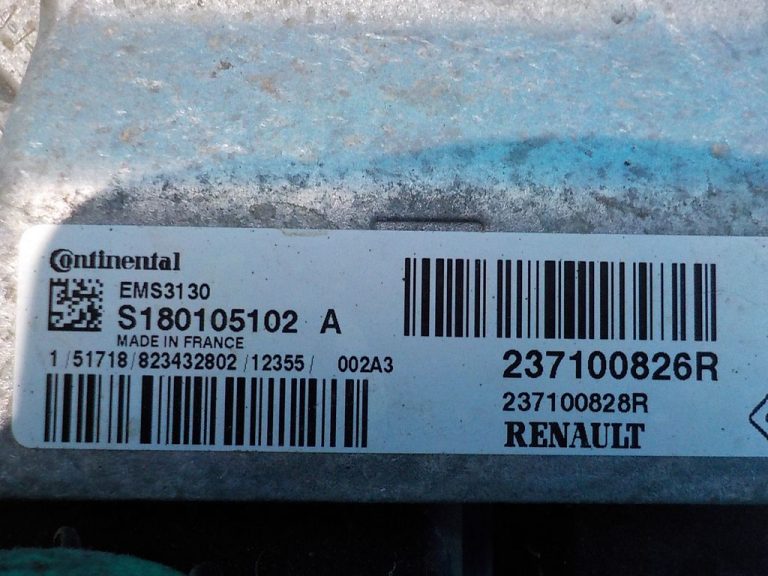 Continental
EMS3130
S180105102 A
MADE IN FRANCE
1/51718/823432802/12355/ 002A3
237100826R
237100828R
RENAULT